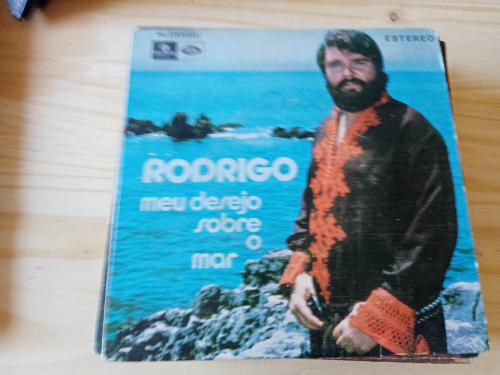 ESTEREO
RODRIGO
meu desejo
sobre
o
mar